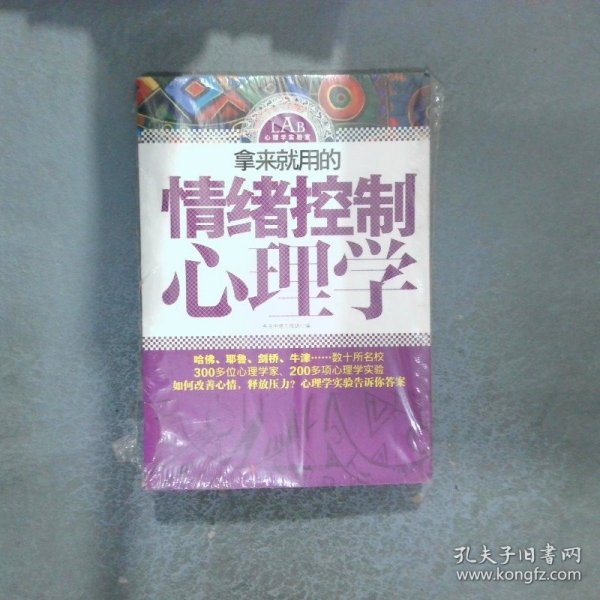 LAB
心理学实验室
拿来就用的
情绪控制
心理学
哈佛、耶鲁、剑桥、牛津……数十所名校
300多位心理学家、200多项心理学实验
如何改善心情，释放压力？心理学实验告诉你答案
孔夫子旧书网
www.kongfz.com